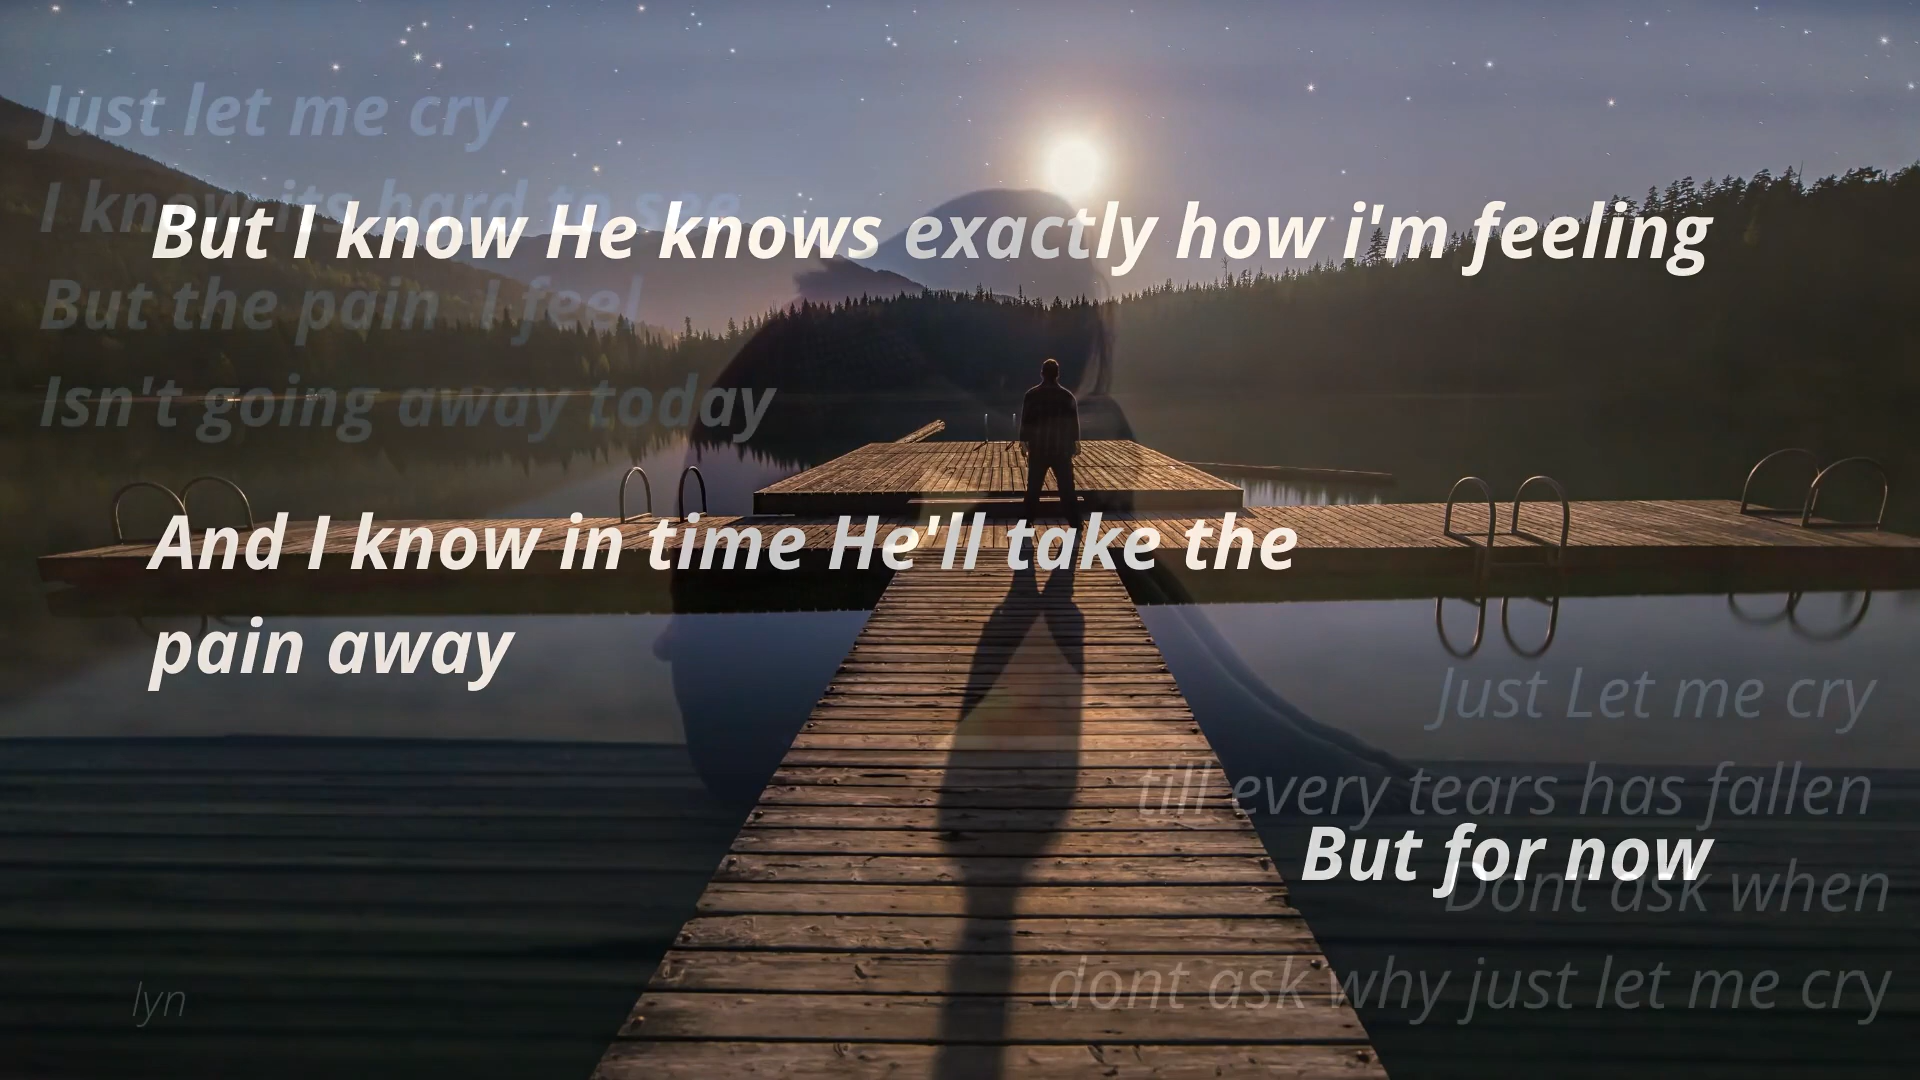 Just let me cry
I know its hard to see
But I know He knows exactly how i'm feeling
But the pain I feel
Isn't going away today
And I know in time He'll take the
pain away
Just Let me cry
till every tears has fallen
But for now
Dont ask when
dont ask why just let me cry
lyn